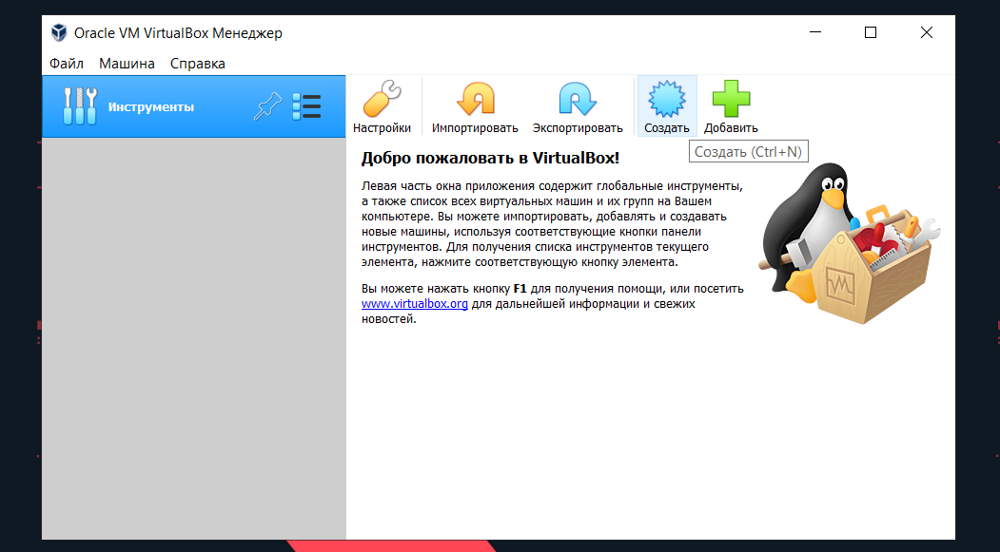 Oracle VM VirtualBox Менеджер
Файл Машина Справка
Инструменты
Настройки Импортировать Экспортировать Создать Добавить
Создать (Ctrl+N)
Добро пожаловать в VirtualBox!
Левая часть окна приложения содержит глобальные инструменты,
а также список всех виртуальных машин и их групп на Вашем
компьютере. Вы можете импортировать, добавлять и создавать
новые машины, используя соответствующие кнопки панели
инструментов. Для получения списка инструментов текущего
элемента, нажмите соответствующую кнопку элемента.
Вы можете нажать кнопку F1 для получения помощи, или посетить
www.virtualbox.org для дальнейшей информации и свежих
новостей.